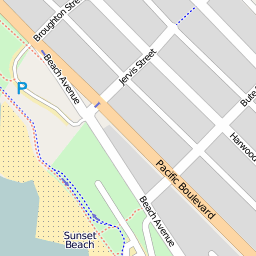 Broughton Street
Beach Avenue
Jervis Street
P
Bute
Harwood
Pacific Boulevard
Beach Avenue
Sunset
Beach